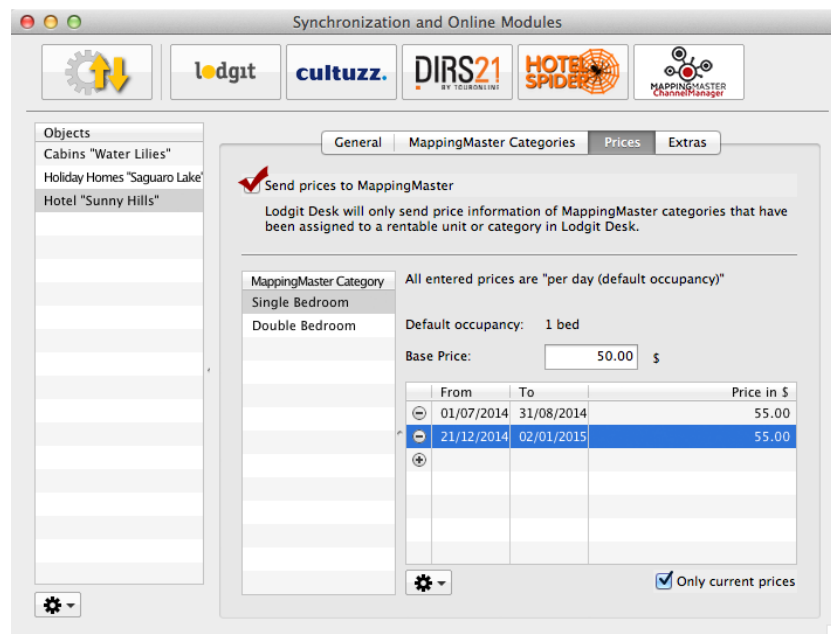 Synchronization and Online Modules
lodgit
cultuzz.
DIRS21
BY TOURONLINE
HOTEL
SPIDER
MAPPINGMASTER
ChannelManager
Objects
Cabins "Water Lilies"
Holiday Homes "Saguaro Lake"
Hotel "Sunny Hills"
General
MappingMaster Categories
Prices
Extras
Send prices to MappingMaster
Lodgit Desk will only send price information of MappingMaster categories that have
been assigned to a rentable unit or category in Lodgit Desk.
MappingMaster Category
Single Bedroom
Double Bedroom
All entered prices are "per day (default occupancy)"
Default occupancy: 1 bed
Base Price: 50.00 $
From To Price in $
01/07/2014 31/08/2014 55.00
21/12/2014 02/01/2015 55.00
Only current prices